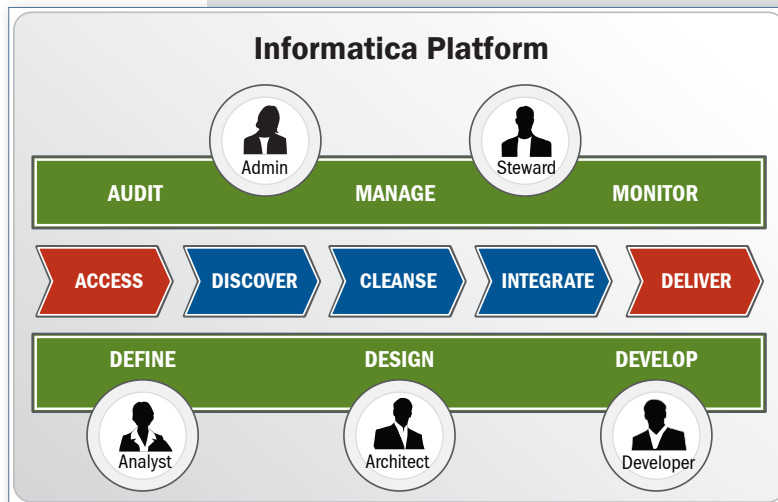 Informatica Platform
Admin
Steward
AUDIT MANAGE MONITOR
ACCESS DISCOVER CLEANSE INTEGRATE DELIVER
DEFINE DESIGN DEVELOP
Analyst Architect Developer